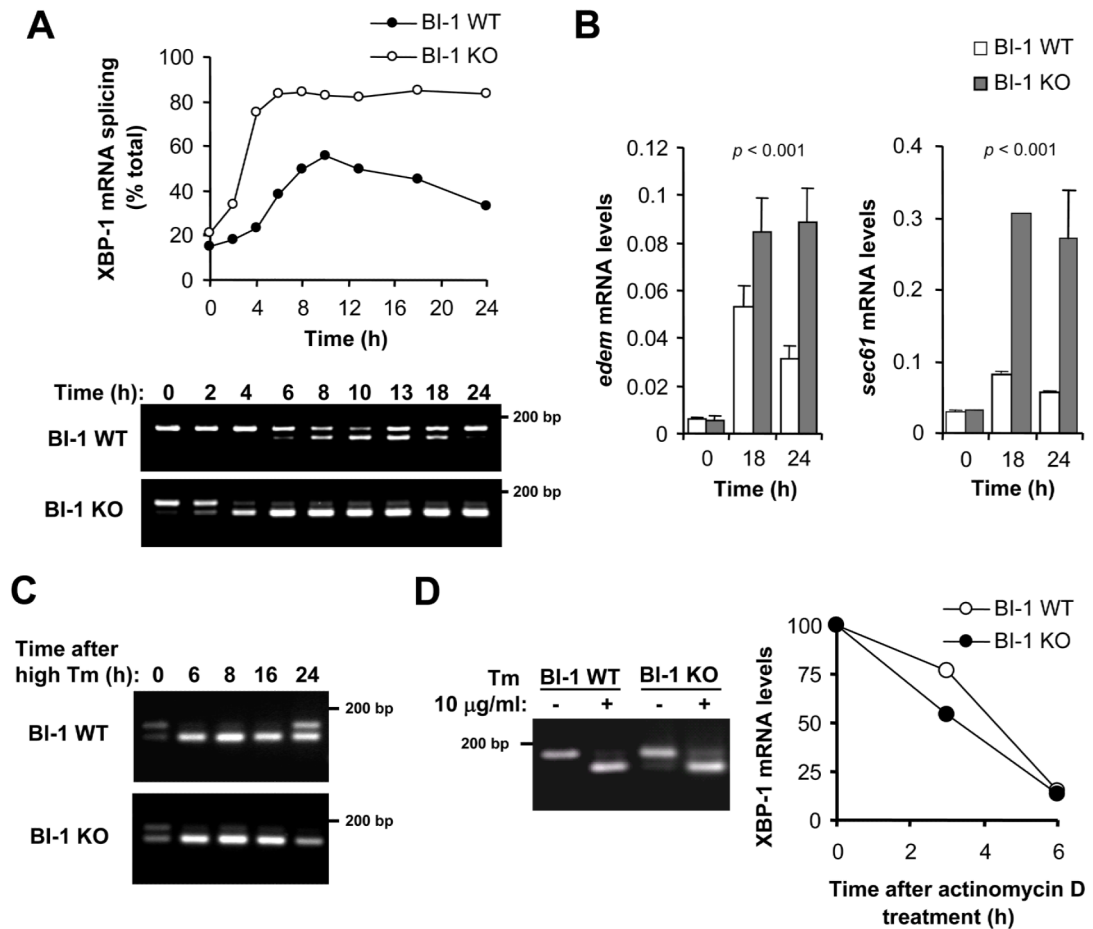 A
BI-1 WT
BI-1 KO
XBP-1 mRNA splicing
(% total)
100
80
60
40
20
0
0 4 8 12 16 20 24
Time (h)
Time (h): 0 2 4 6 8 10 13 18 24
200 bp
BI-1 WT
200 bp
BI-1 KO
B
BI-1 WT
BI-1 KO
edem mRNA levels
0.12
0.1
0.08
0.06
0.04
0.02
0
p < 0.001
0 18 24
Time (h)
sec61 mRNA levels
0.4
0.3
0.2
0.1
0
p < 0.001
0 18 24
Time (h)
C
Time after
high Tm (h): 0 6 8 16 24
200 bp
BI-1 WT
200 bp
BI-1 KO
D
Tm BI-1 WT BI-1 KO
10 μg/ml: - + - +
200 bp
BI-1 WT
BI-1 KO
XBP-1 mRNA levels
100
75
50
25
0
0 2 4 6
Time after actinomycin D
treatment (h)